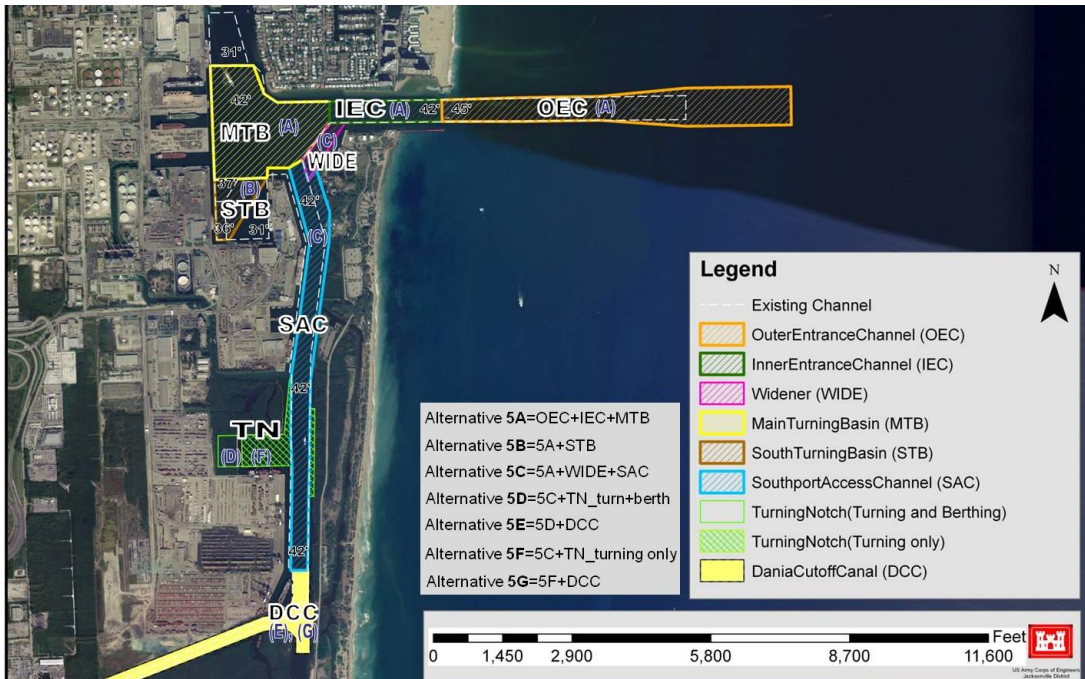 31'
42'
MTB
(A)
IEC (A)
42'
45'
OEC (A)
(C)
WIDE
37'
(B)
STB
36'
31'
42'
(C)
SAC
42'
TN
(D)
(F)
42'
DCC
(E), (G)
Alternative 5A=OEC+IEC+MTB
Alternative 5B=5A+STB
Alternative 5C=5A+WIDE+SAC
Alternative 5D=5C+TN_turn+berth
Alternative 5E=5D+DCC
Alternative 5F=5C+TN_turning only
Alternative 5G=5F+DCC
Legend
N
Existing Channel
OuterEntranceChannel (OEC)
InnerEntranceChannel (IEC)
Widener (WIDE)
MainTurningBasin (MTB)
SouthTurningBasin (STB)
SouthportAccessChannel (SAC)
TurningNotch(Turning and Berthing)
TurningNotch(Turning only)
DaniaCutoffCanal (DCC)
Feet
0 1,450 2,900 5,800 8,700 11,600
US Army Corps of Engineers
Jacksonville District